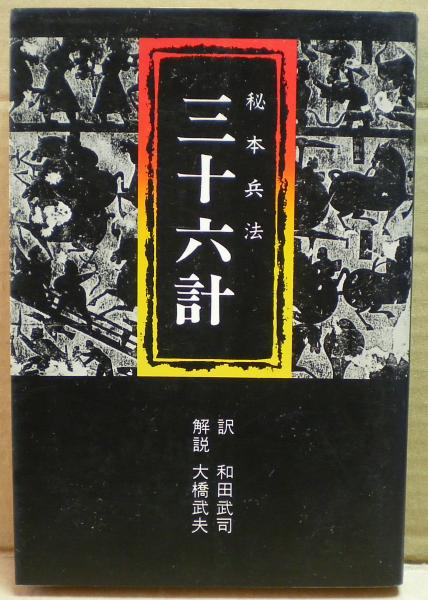 秘本兵法
三十六計
訳 和田武司
解説 大橋武夫